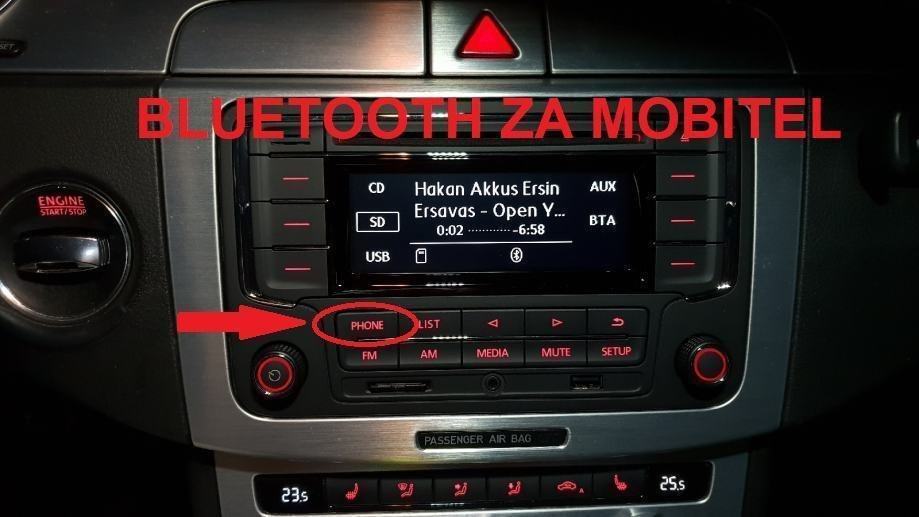 SET
BLUETOOTH ZA MOBITEL
ENGINE
START/STOP
CD
Hakan Akkus Ersin
AUX
SD
Ersavas - Open Y...
BTA
0:02 ............ -6:58
USB
PHONE
LIST
FM
AM
MEDIA
MUTE
SETUP
PASSENGER AIR BAG
23.5
A
25.5